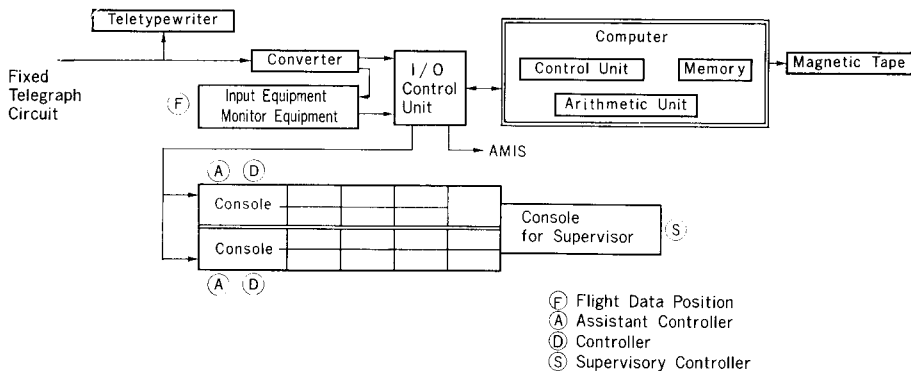 Teletypewriter
Computer
Converter
I/O
Control
Unit
Control Unit
Memory
Magnetic Tape
Fixed
Telegraph
Circuit
F
Input Equipment
Monitor Equipment
Arithmetic Unit
AMIS
A D
Console
Console
for Supervisor
S
Console
A D
F Flight Data Position
A Assistant Controller
D Controller
S Supervisory Controller